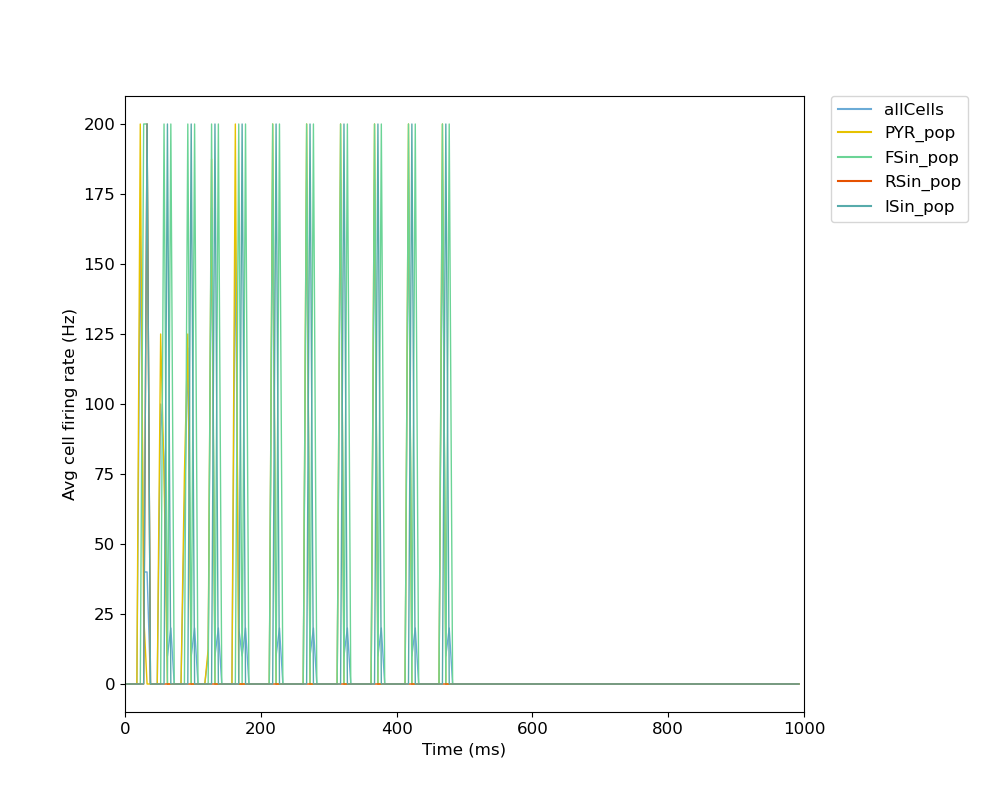 200
175
150
125
100
75
50
25
0
Avg cell firing rate (Hz)
0 200 400 600 800 1000
Time (ms)
allCells
PYR_pop
FSin_pop
RSin_pop
ISin_pop